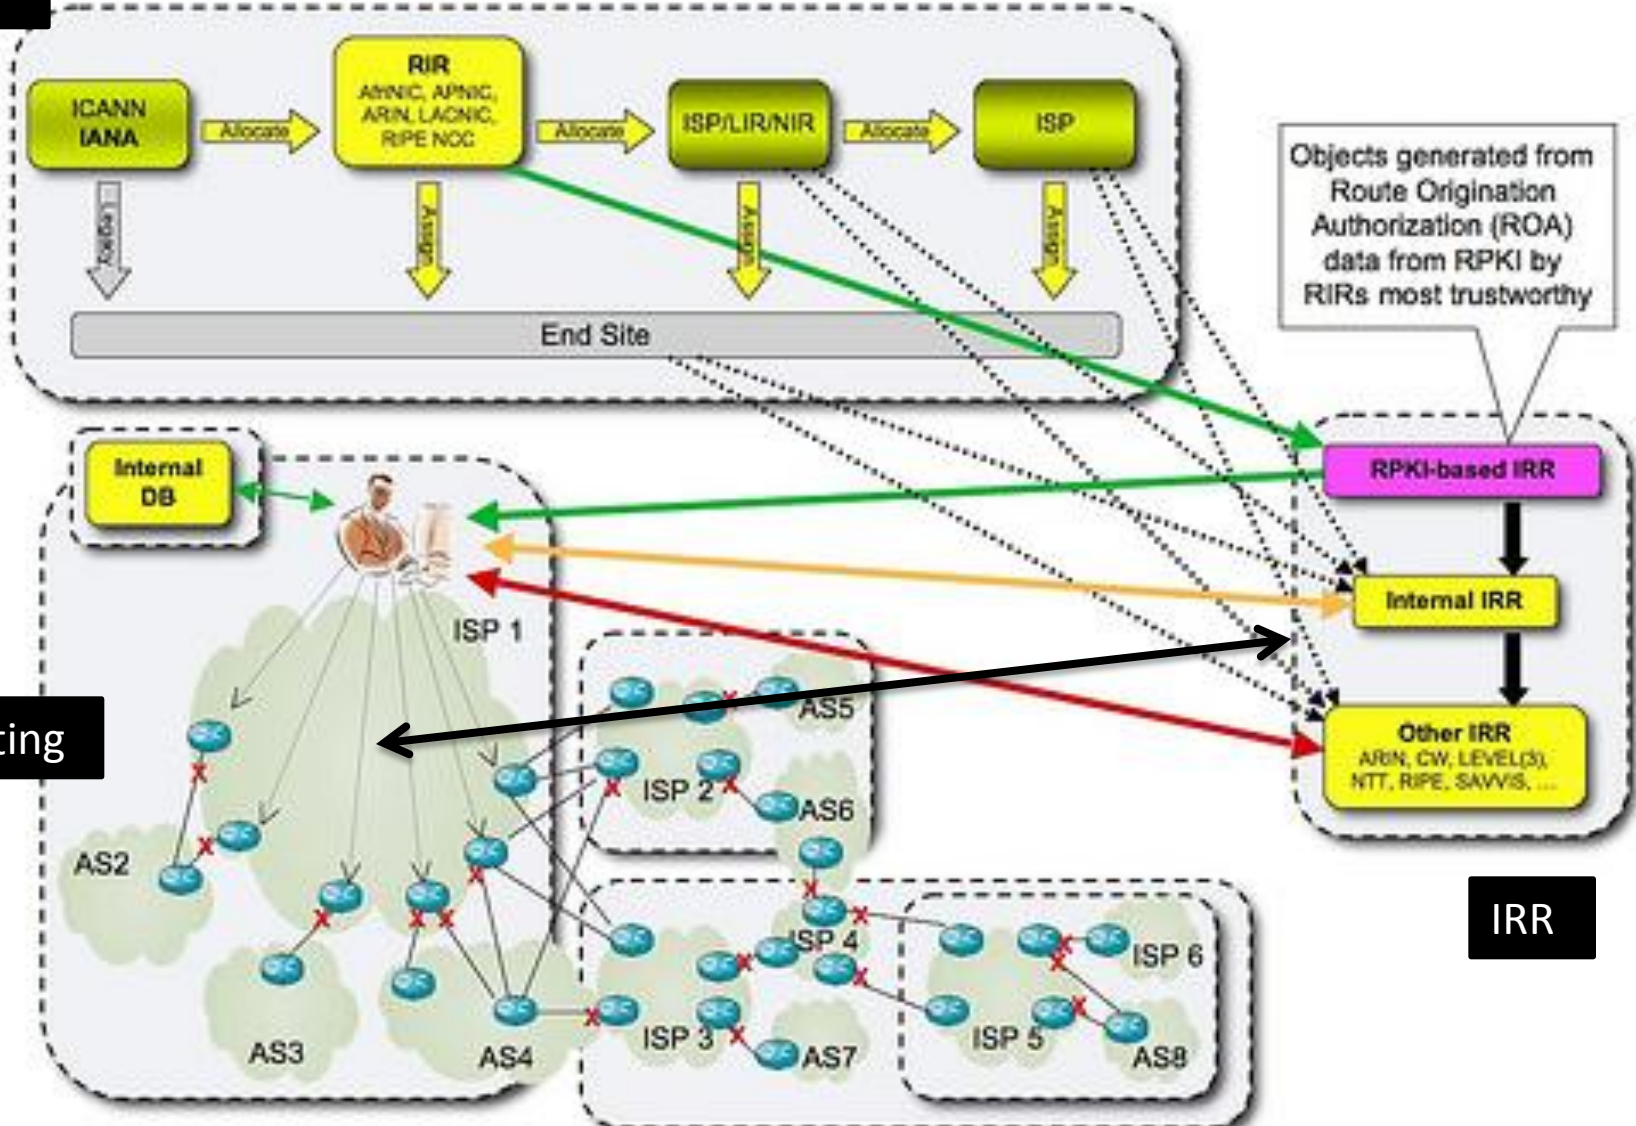 RIR
AfriNIC, APNIC,
ARIN, LACNIC,
RIPE NCC
ICANN
IANA
Allocate
Allocate
ISP/LIR/NIR
Allocate
ISP
Legacy
Assign
Assign
Assign
End Site
Objects generated from
Route Origination
Authorization (ROA)
data from RPKI by
RIRs most trustworthy
Internal
DB
RPKI-based IRR
Internal IRR
Other IRR
ARIN, CW, LEVEL(3),
NTT, RIPE, SAVVIS, ...
IRR
ting
ISP 1
AS5
ISP 2
AS6
AS2
ISP 4
ISP 6
ISP 3
ISP 5
AS3
AS4
AS7
AS8